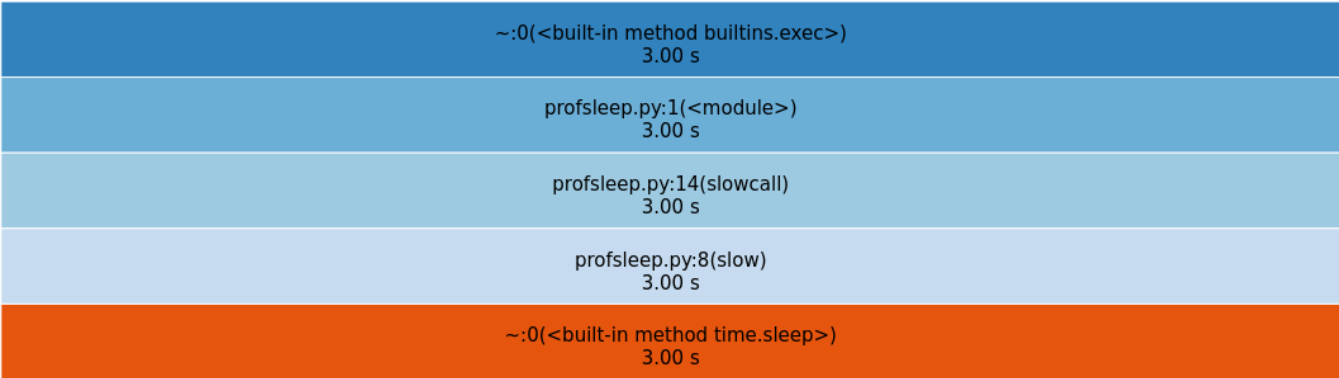 ~:0(<built-in method builtins.exec>)
3.00 s
profsleep.py:1(<module>)
3.00 s
profsleep.py:14(slowcall)
3.00 s
profsleep.py:8(slow)
3.00 s
~:0(<built-in method time.sleep>)
3.00 s